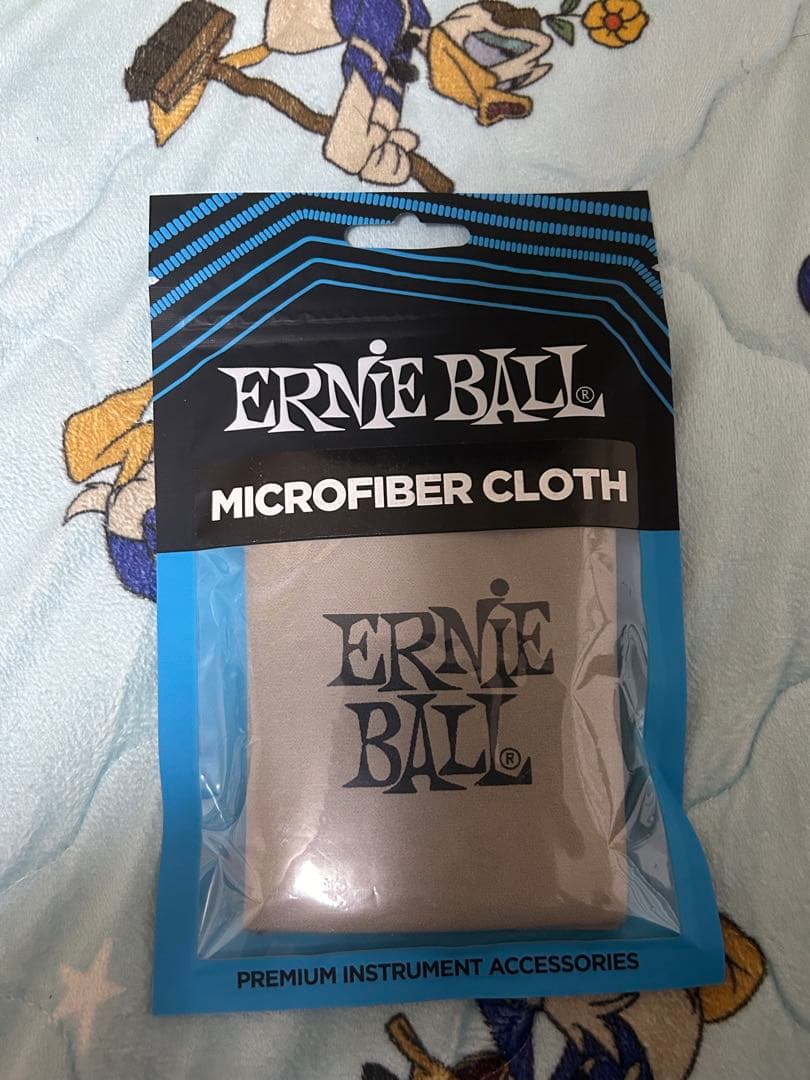 ERNIE BALL®
MICROFIBER CLOTH
ERNIE
BALL®
PREMIUM INSTRUMENT ACCESSORIES